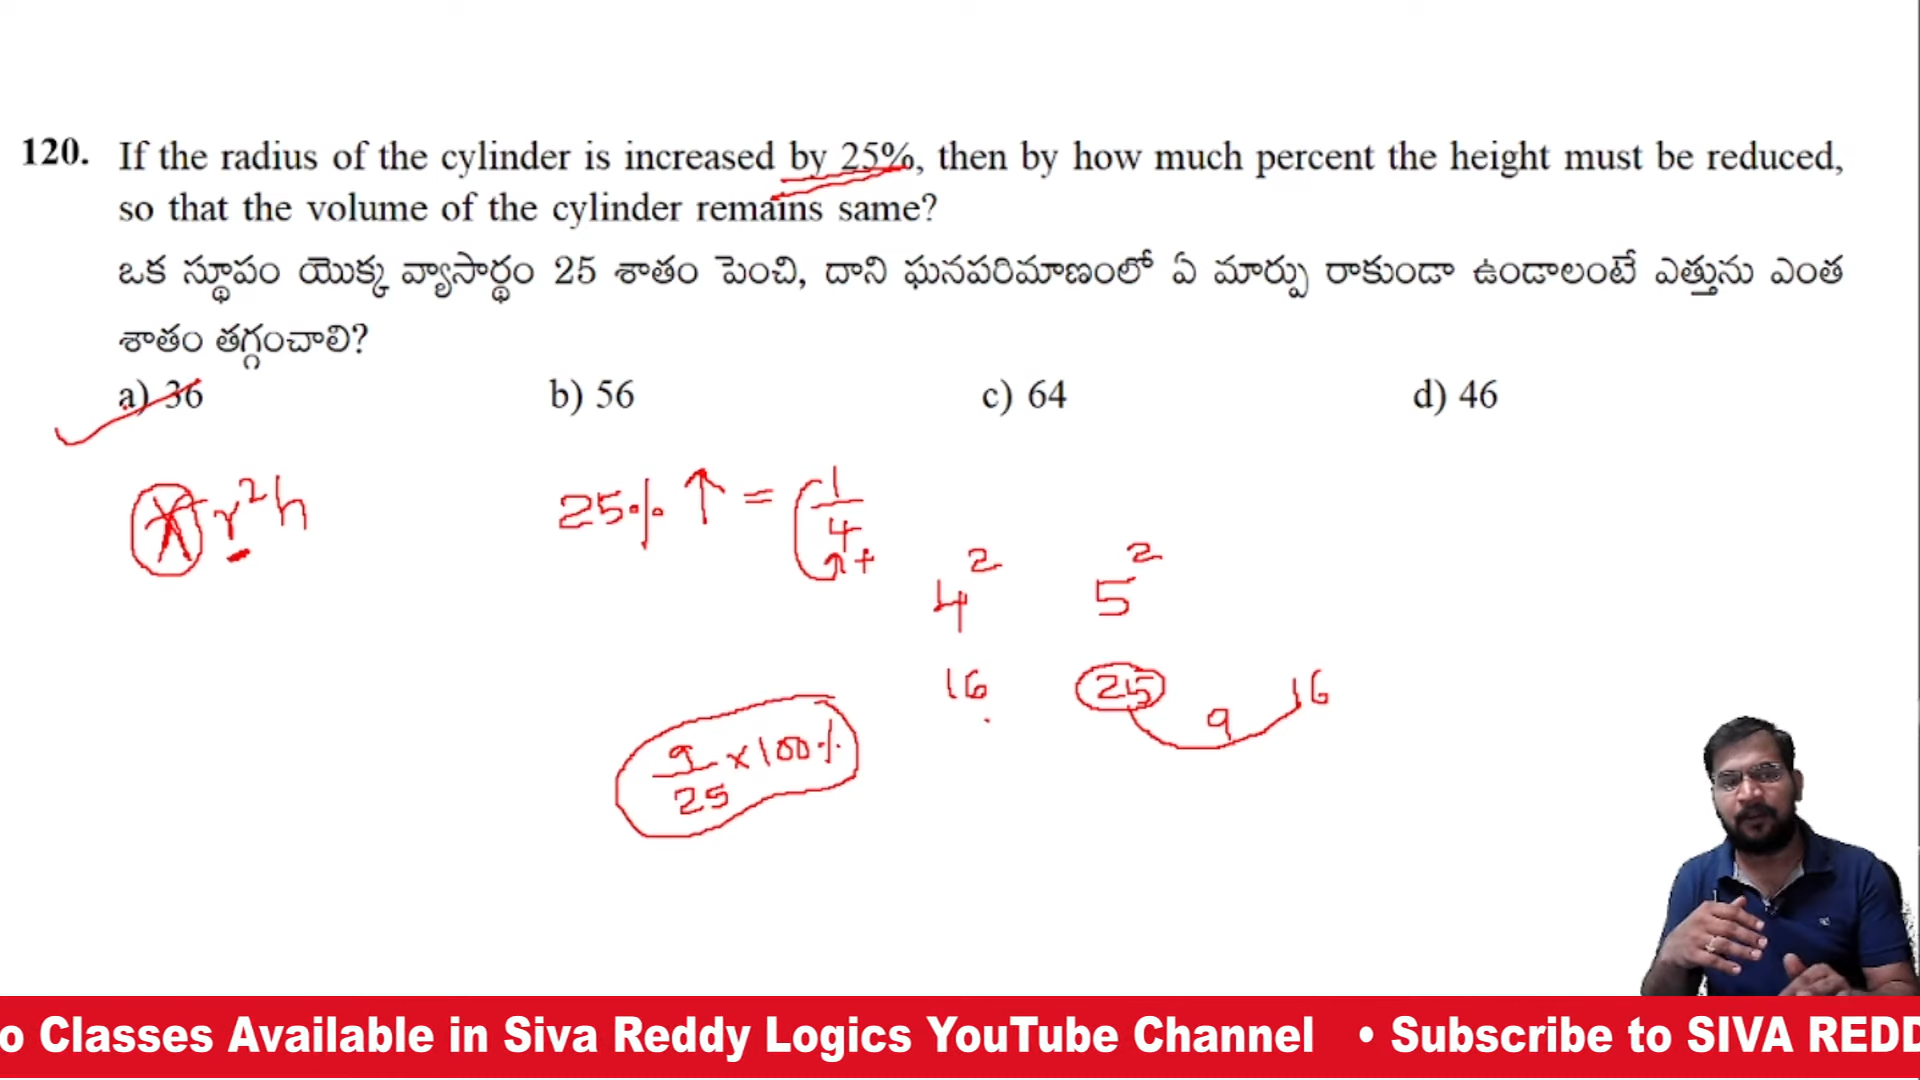 120. If the radius of the cylinder is increased by 25%, then by how much percent the height must be reduced,
so that the volume of the cylinder remains same?
ఒక స్థూపం యొక్క వ్యాసార్థం 25 శాతం పెంచి, దాని ఘనపరిమాణంలో ఏ మార్పు రాకుండా ఉండాలంటే ఎత్తును ఎంత
శాతం తగ్గంచాలి?
a) 36 b) 56 c) 64 d) 46
π r²h 25% ↑ = 1/4 +
4² 5²
16 25 9 16
9/25 × 100%
o Classes Available in Siva Reddy Logics YouTube Channel • Subscribe to SIVA REDD